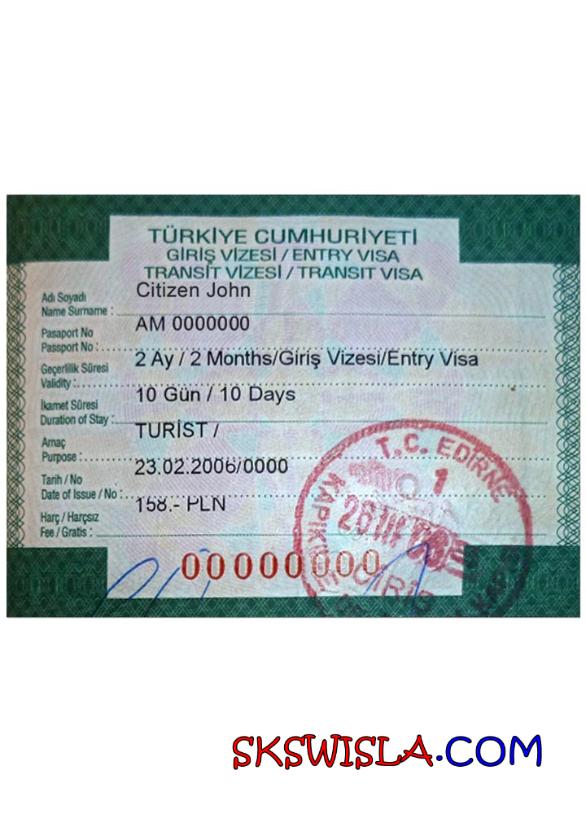 TÜRKİYE CUMHURİYETİ
GİRİŞ VİZESİ / ENTRY VISA
TRANSİT VİZESİ / TRANSIT VISA
Adı Soyadı
Name Surname : Citizen John
Pasaport No
Passport No : AM 0000000
Geçerlilik Süresi
Validity : 2 Ay / 2 Months/Giriş Vizesi/Entry Visa
İkamet Süresi
Duration of Stay : 10 Gün / 10 Days
Amaç
Purpose : TURİST /
Tarih / No
Date of Issue / No : 23.02.2006/0000
Harç / Harçsız
Fee / Gratis : 158.- PLN
00000000
T.C. EDİRNE
1
GİRİŞ
SKSWISLA.COM